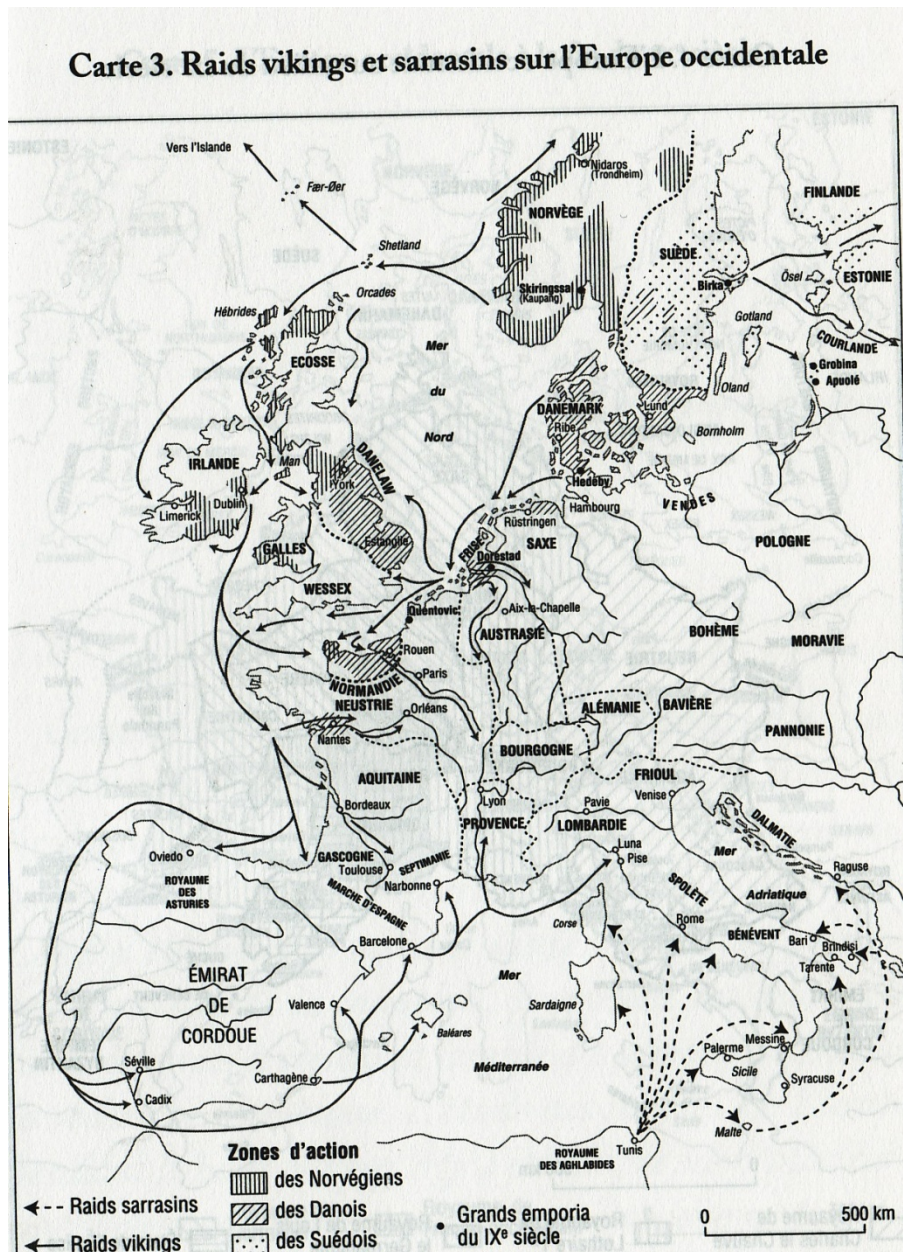 Carte 3. Raids vikings et sarrasins sur l'Europe occidentale
Vers l'Islande
Fær-Øer
Nidaros
(Trondheim)
FINLANDE
NORVÈGE
SUÈDE
Shetland
Skiringssal
(Kaupang)
Birka
Ösel
ESTONIE
Hébrides
Orcades
Gotland
COURLANDE
Mer
ECOSSE
Grobina
Apuolé
du
DANEMARK
Oland
Lund
Ribe
Nord
Bornholm
IRLANDE
Man
DANELAW
York
Hedeby
Limerick
Dublin
Hambourg
VENDES
Rüstringen
GALLES
Estanglie
FRISE
SAXE
POLOGNE
Dorestad
WESSEX
Quentovic
Aix-la-Chapelle
AUSTRASIE
BOHÈME
MORAVIE
Rouen
Paris
NORMANDIE
NEUSTRIE
Orléans
ALÉMANIE
BAVIÈRE
Nantes
PANNONIE
BOURGOGNE
AQUITAINE
FRIOUL
Lyon
Venise
Bordeaux
PROVENCE
Pavie
LOMBARDIE
DALMATIE
Oviedo
GASCOGNE
Toulouse
SEPTIMANIE
Luna
Pise
Mer
Raguse
ROYAUME
DES
ASTURIES
MARCHE D'ESPAGNE
Narbonne
SPOLÈTE
Adriatique
Corse
Rome
BÉNÉVENT
Barcelone
Bari
Brindisi
Tarente
ÉMIRAT
Mer
DE
Valence
Sardaigne
CORDOUE
Baléares
Messine
Palerme
Séville
Carthagène
Méditerranée
Sicile
Syracuse
Cadix
Malte
Tunis
ROYAUME
DES AGHLABIDES
Zones d'action
des Norvégiens
Raids sarrasins
des Danois
Grands emporia
du IXe siècle
0 500 km
Raids vikings
des Suédois